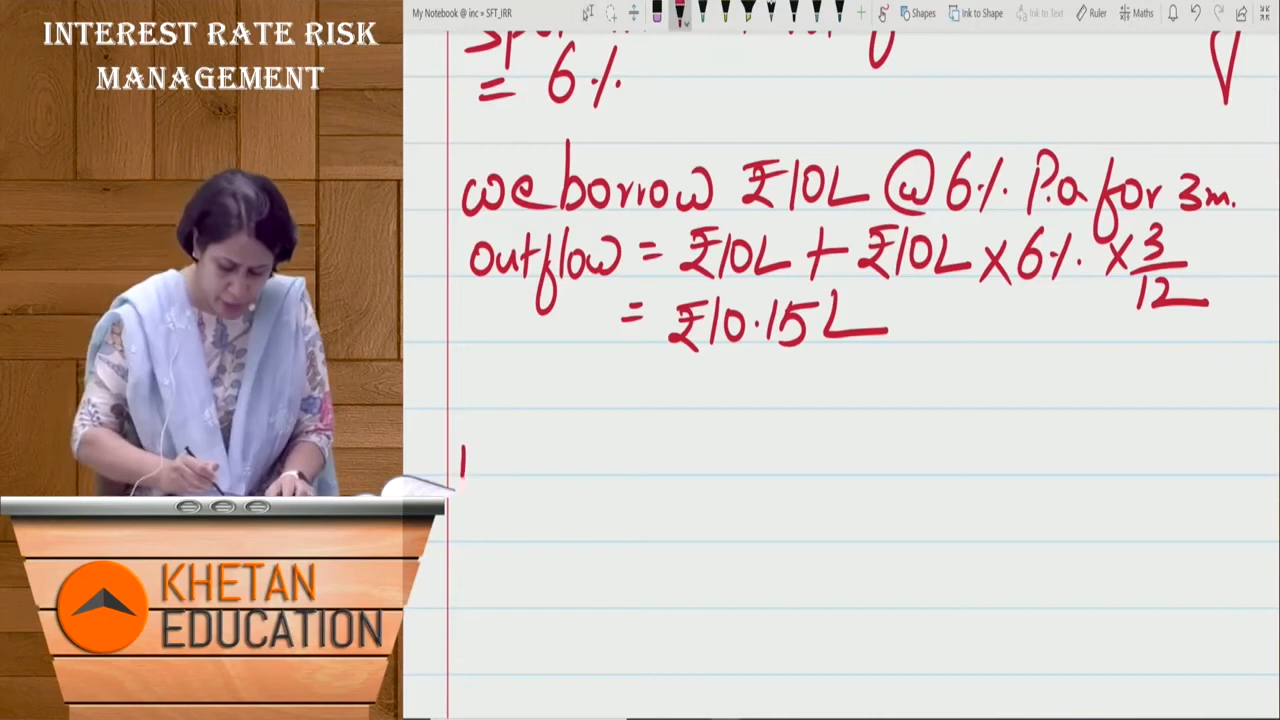 INTEREST RATE RISK
MANAGEMENT
My Notebook @ inc » SFT_IRR
Shapes
Ink to Shape
Ink to Text
Ruler
Maths
= 6%
we borrow ₹10L @ 6% P.a for 3m.
outflow = ₹10L + ₹10L × 6% × 3/12
= ₹10.15L
KHETAN
EDUCATION